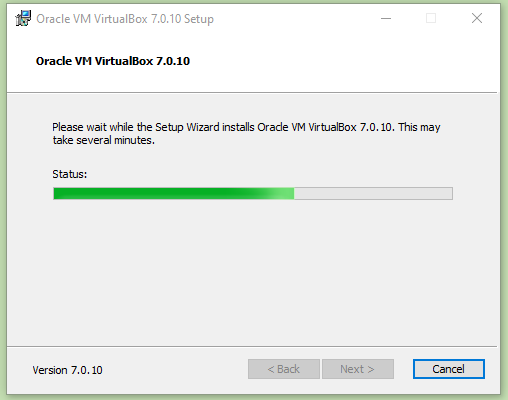 Oracle VM VirtualBox 7.0.10 Setup
Oracle VM VirtualBox 7.0.10
Please wait while the Setup Wizard installs Oracle VM VirtualBox 7.0.10. This may
take several minutes.
Status:
Version 7.0.10
< Back
Next >
Cancel